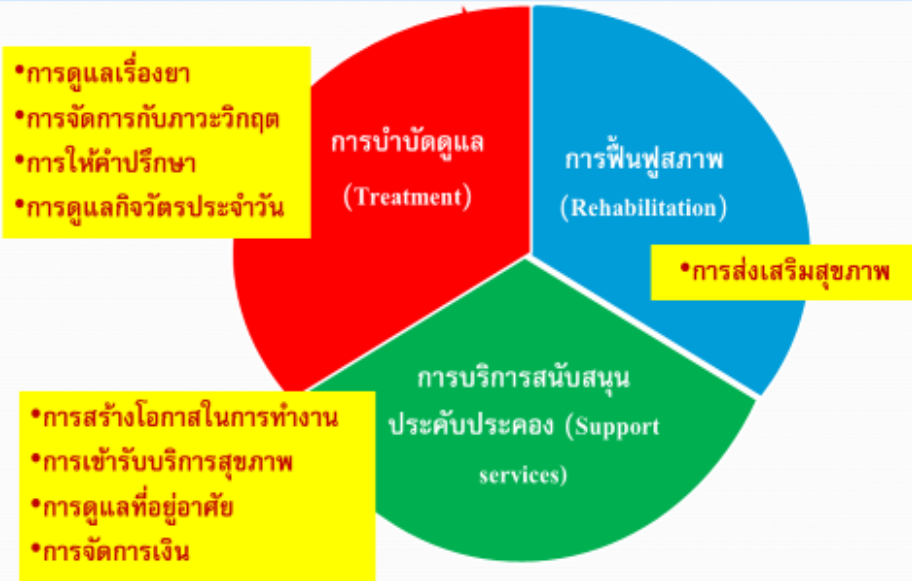 •การดูแลเรื่องยา
•การจัดการกับภาวะวิกฤต
•การให้คำปรึกษา
•การดูแลกิจวัตรประจำวัน
การบำบัดดูแล
(Treatment)
การฟื้นฟูสภาพ
(Rehabilitation)
•การส่งเสริมสุขภาพ
การบริการสนับสนุน
ประคับประคอง (Support
services)
•การสร้างโอกาสในการทำงาน
•การเข้ารับบริการสุขภาพ
•การดูแลที่อยู่อาศัย
•การจัดการเงิน